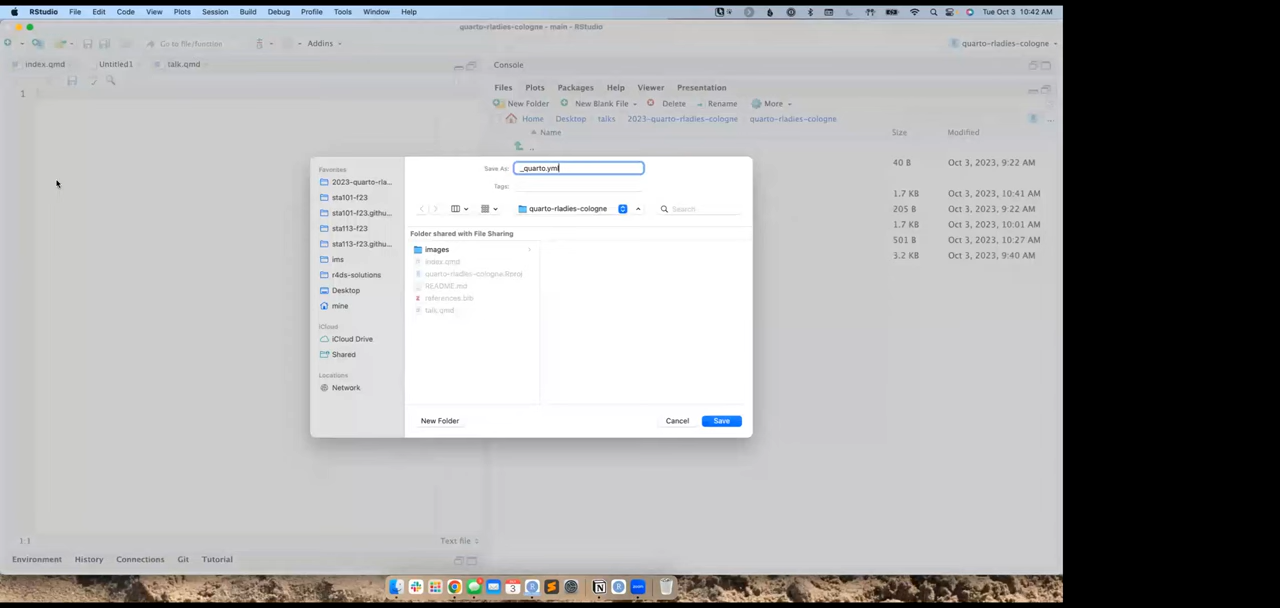 RStudio File Edit Code View Plots Session Build Debug Profile Tools Window Help Tue Oct 3 10:42 AM
quarto-rladies-cologne - main - RStudio
Go to file/function Addins quarto-rladies-cologne
index.qmd Untitled1 talk.qmd Console
Files Plots Packages Help Viewer Presentation
1
New Folder New Blank File Delete Rename More
Home Desktop talks 2023-quarto-rladies-cologne quarto-rladies-cologne ...
Name Size Modified
..
40 B Oct 3, 2023, 9:22 AM
1.7 KB Oct 3, 2023, 10:41 AM
205 B Oct 3, 2023, 9:22 AM
1.7 KB Oct 3, 2023, 10:01 AM
501 B Oct 3, 2023, 10:27 AM
3.2 KB Oct 3, 2023, 9:40 AM
Save As: _quarto.yml
Tags:
quarto-rladies-cologne Search
Folder shared with File Sharing
images
index.qmd
quarto-rladies-cologne.Rproj
README.md
references.bib
talk.qmd
Favorites
2023-quarto-rla...
sta101-f23
sta101-f23.githu...
sta113-f23
sta113-f23.githu...
ims
r4ds-solutions
Desktop
mine
iCloud
iCloud Drive
Shared
Locations
Network
New Folder Cancel Save
1:1 Text file
Environment History Connections Git Tutorial